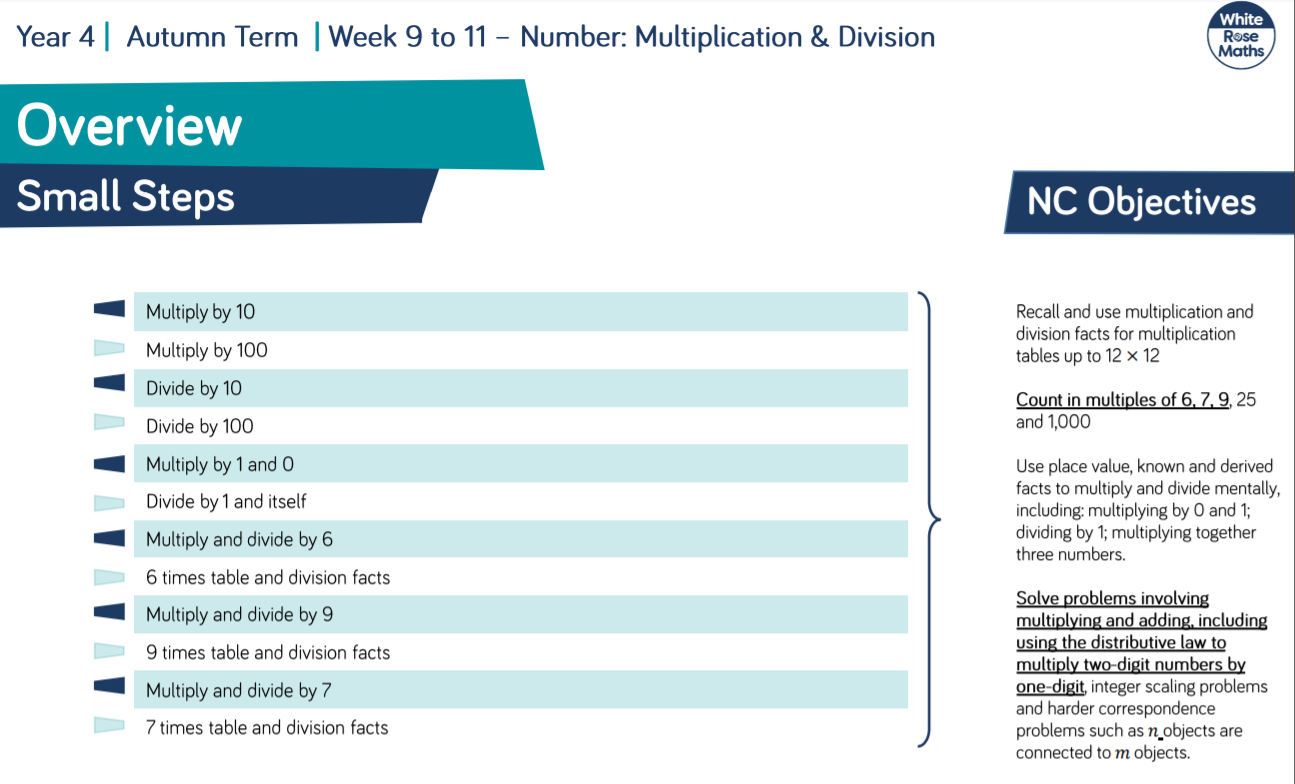 Year 4 | Autumn Term | Week 9 to 11 – Number: Multiplication & Division
White
Rose
Maths
Overview
Small Steps
NC Objectives
Multiply by 10
Multiply by 100
Divide by 10
Divide by 100
Multiply by 1 and 0
Divide by 1 and itself
Multiply and divide by 6
6 times table and division facts
Multiply and divide by 9
9 times table and division facts
Multiply and divide by 7
7 times table and division facts
Recall and use multiplication and
division facts for multiplication
tables up to 12 × 12
Count in multiples of 6, 7, 9, 25
and 1,000
Use place value, known and derived
facts to multiply and divide mentally,
including: multiplying by 0 and 1;
dividing by 1; multiplying together
three numbers.
Solve problems involving
multiplying and adding, including
using the distributive law to
multiply two-digit numbers by
one-digit, integer scaling problems
and harder correspondence
problems such as n objects are
connected to m objects.